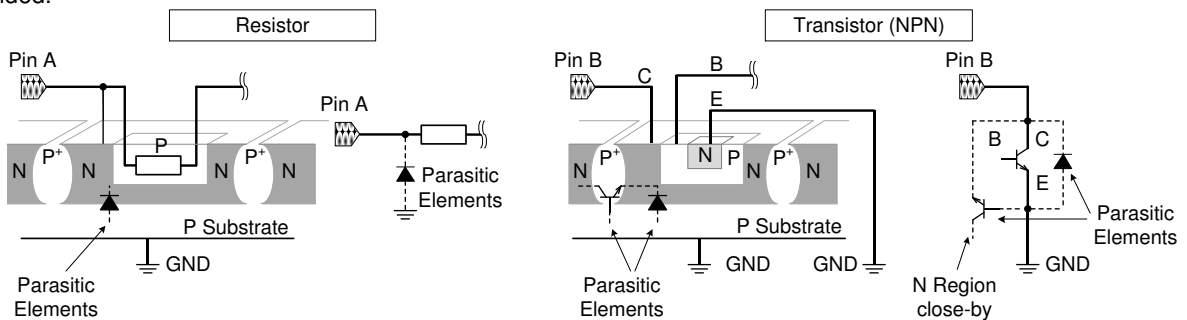 Resistor
Transistor (NPN)
Pin A
Pin A
N
P+
N
P
N
P+
N
Parasitic
Elements
P Substrate
GND
Parasitic
Elements
Pin B
C
B
E
N
P+
N
N
P
P+
N
N
P Substrate
GND
GND
Parasitic
Elements
Pin B
B
C
E
Parasitic
Elements
GND
N Region
close-by